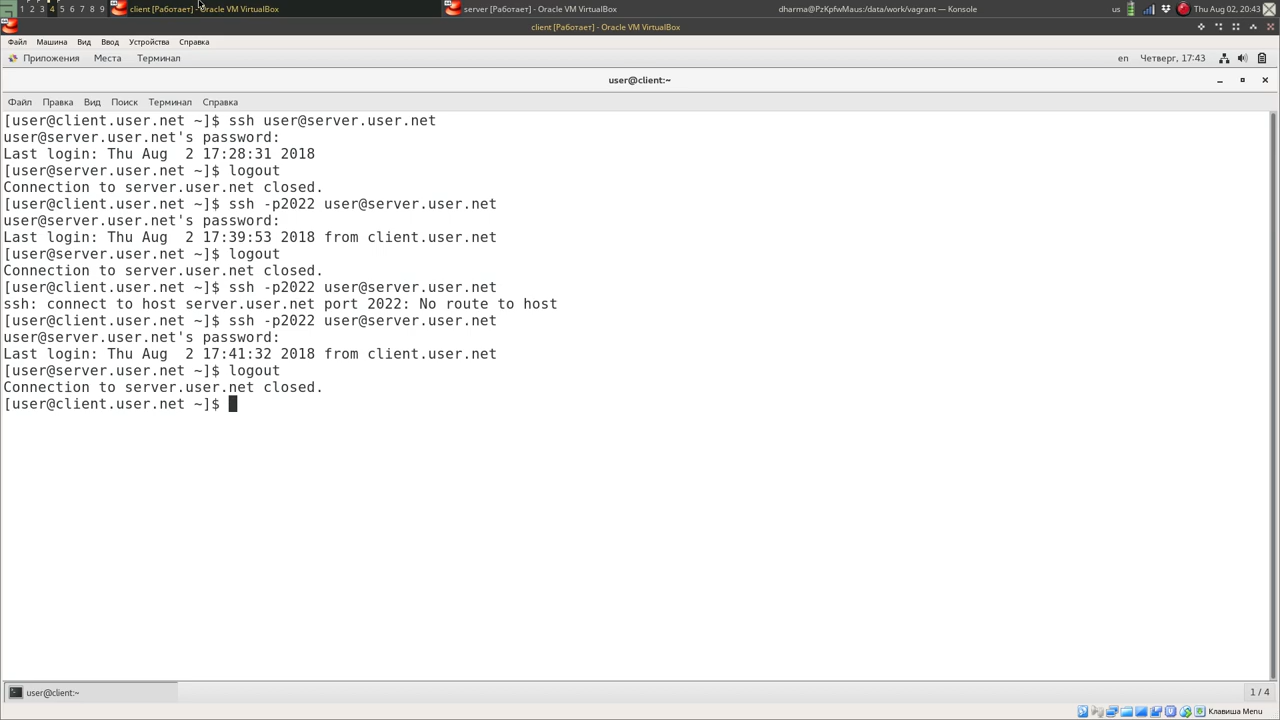 1 2 3 4 5 6 7 8 9 client [Работает] - Oracle VM VirtualBox server [Работает] - Oracle VM VirtualBox dharma@PzKpfwMaus:/data/work/vagrant — Konsole us Thu Aug 02, 20:43
client [Работает] - Oracle VM VirtualBox
Файл Машина Вид Ввод Устройства Справка
Приложения Места Терминал en Четверг, 17:43
user@client:~
Файл Правка Вид Поиск Терминал Справка
[user@client.user.net ~]$ ssh user@server.user.net
user@server.user.net's password:
Last login: Thu Aug  2 17:28:31 2018
[user@server.user.net ~]$ logout
Connection to server.user.net closed.
[user@client.user.net ~]$ ssh -p2022 user@server.user.net
user@server.user.net's password:
Last login: Thu Aug  2 17:39:53 2018 from client.user.net
[user@server.user.net ~]$ logout
Connection to server.user.net closed.
[user@client.user.net ~]$ ssh -p2022 user@server.user.net
ssh: connect to host server.user.net port 2022: No route to host
[user@client.user.net ~]$ ssh -p2022 user@server.user.net
user@server.user.net's password:
Last login: Thu Aug  2 17:41:32 2018 from client.user.net
[user@server.user.net ~]$ logout
Connection to server.user.net closed.
[user@client.user.net ~]$
user@client:~ 1 / 4
Клавиша Menu